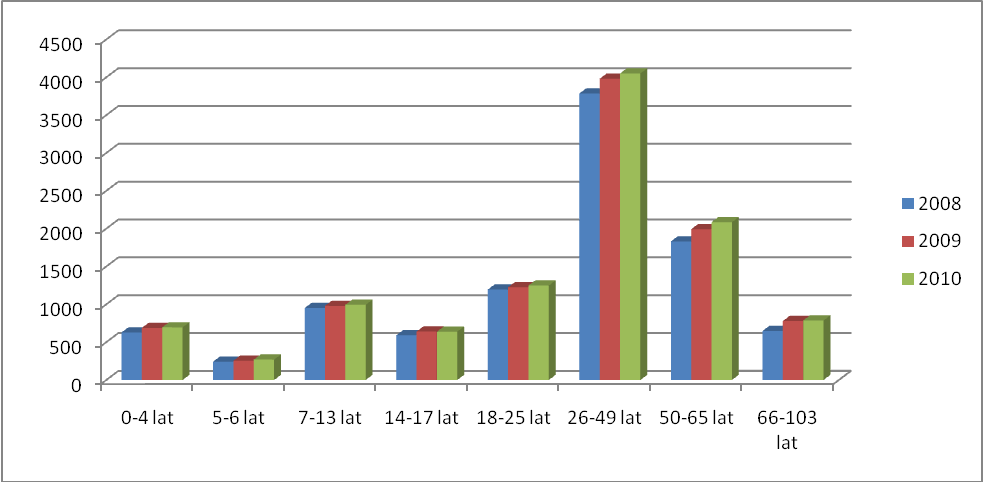 4500
4000
3500
3000
2500
2000
1500
1000
500
0
0-4 lat
5-6 lat
7-13 lat
14-17 lat
18-25 lat
26-49 lat
50-65 lat
66-103
lat
2008
2009
2010